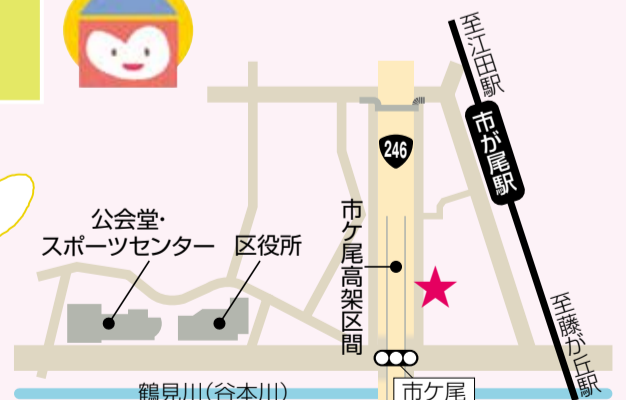 至江田駅
市が尾駅
246
公会堂・
スポーツセンター
区役所
市ケ尾高架区間
至藤が丘駅
鶴見川(谷本川)
市ケ尾